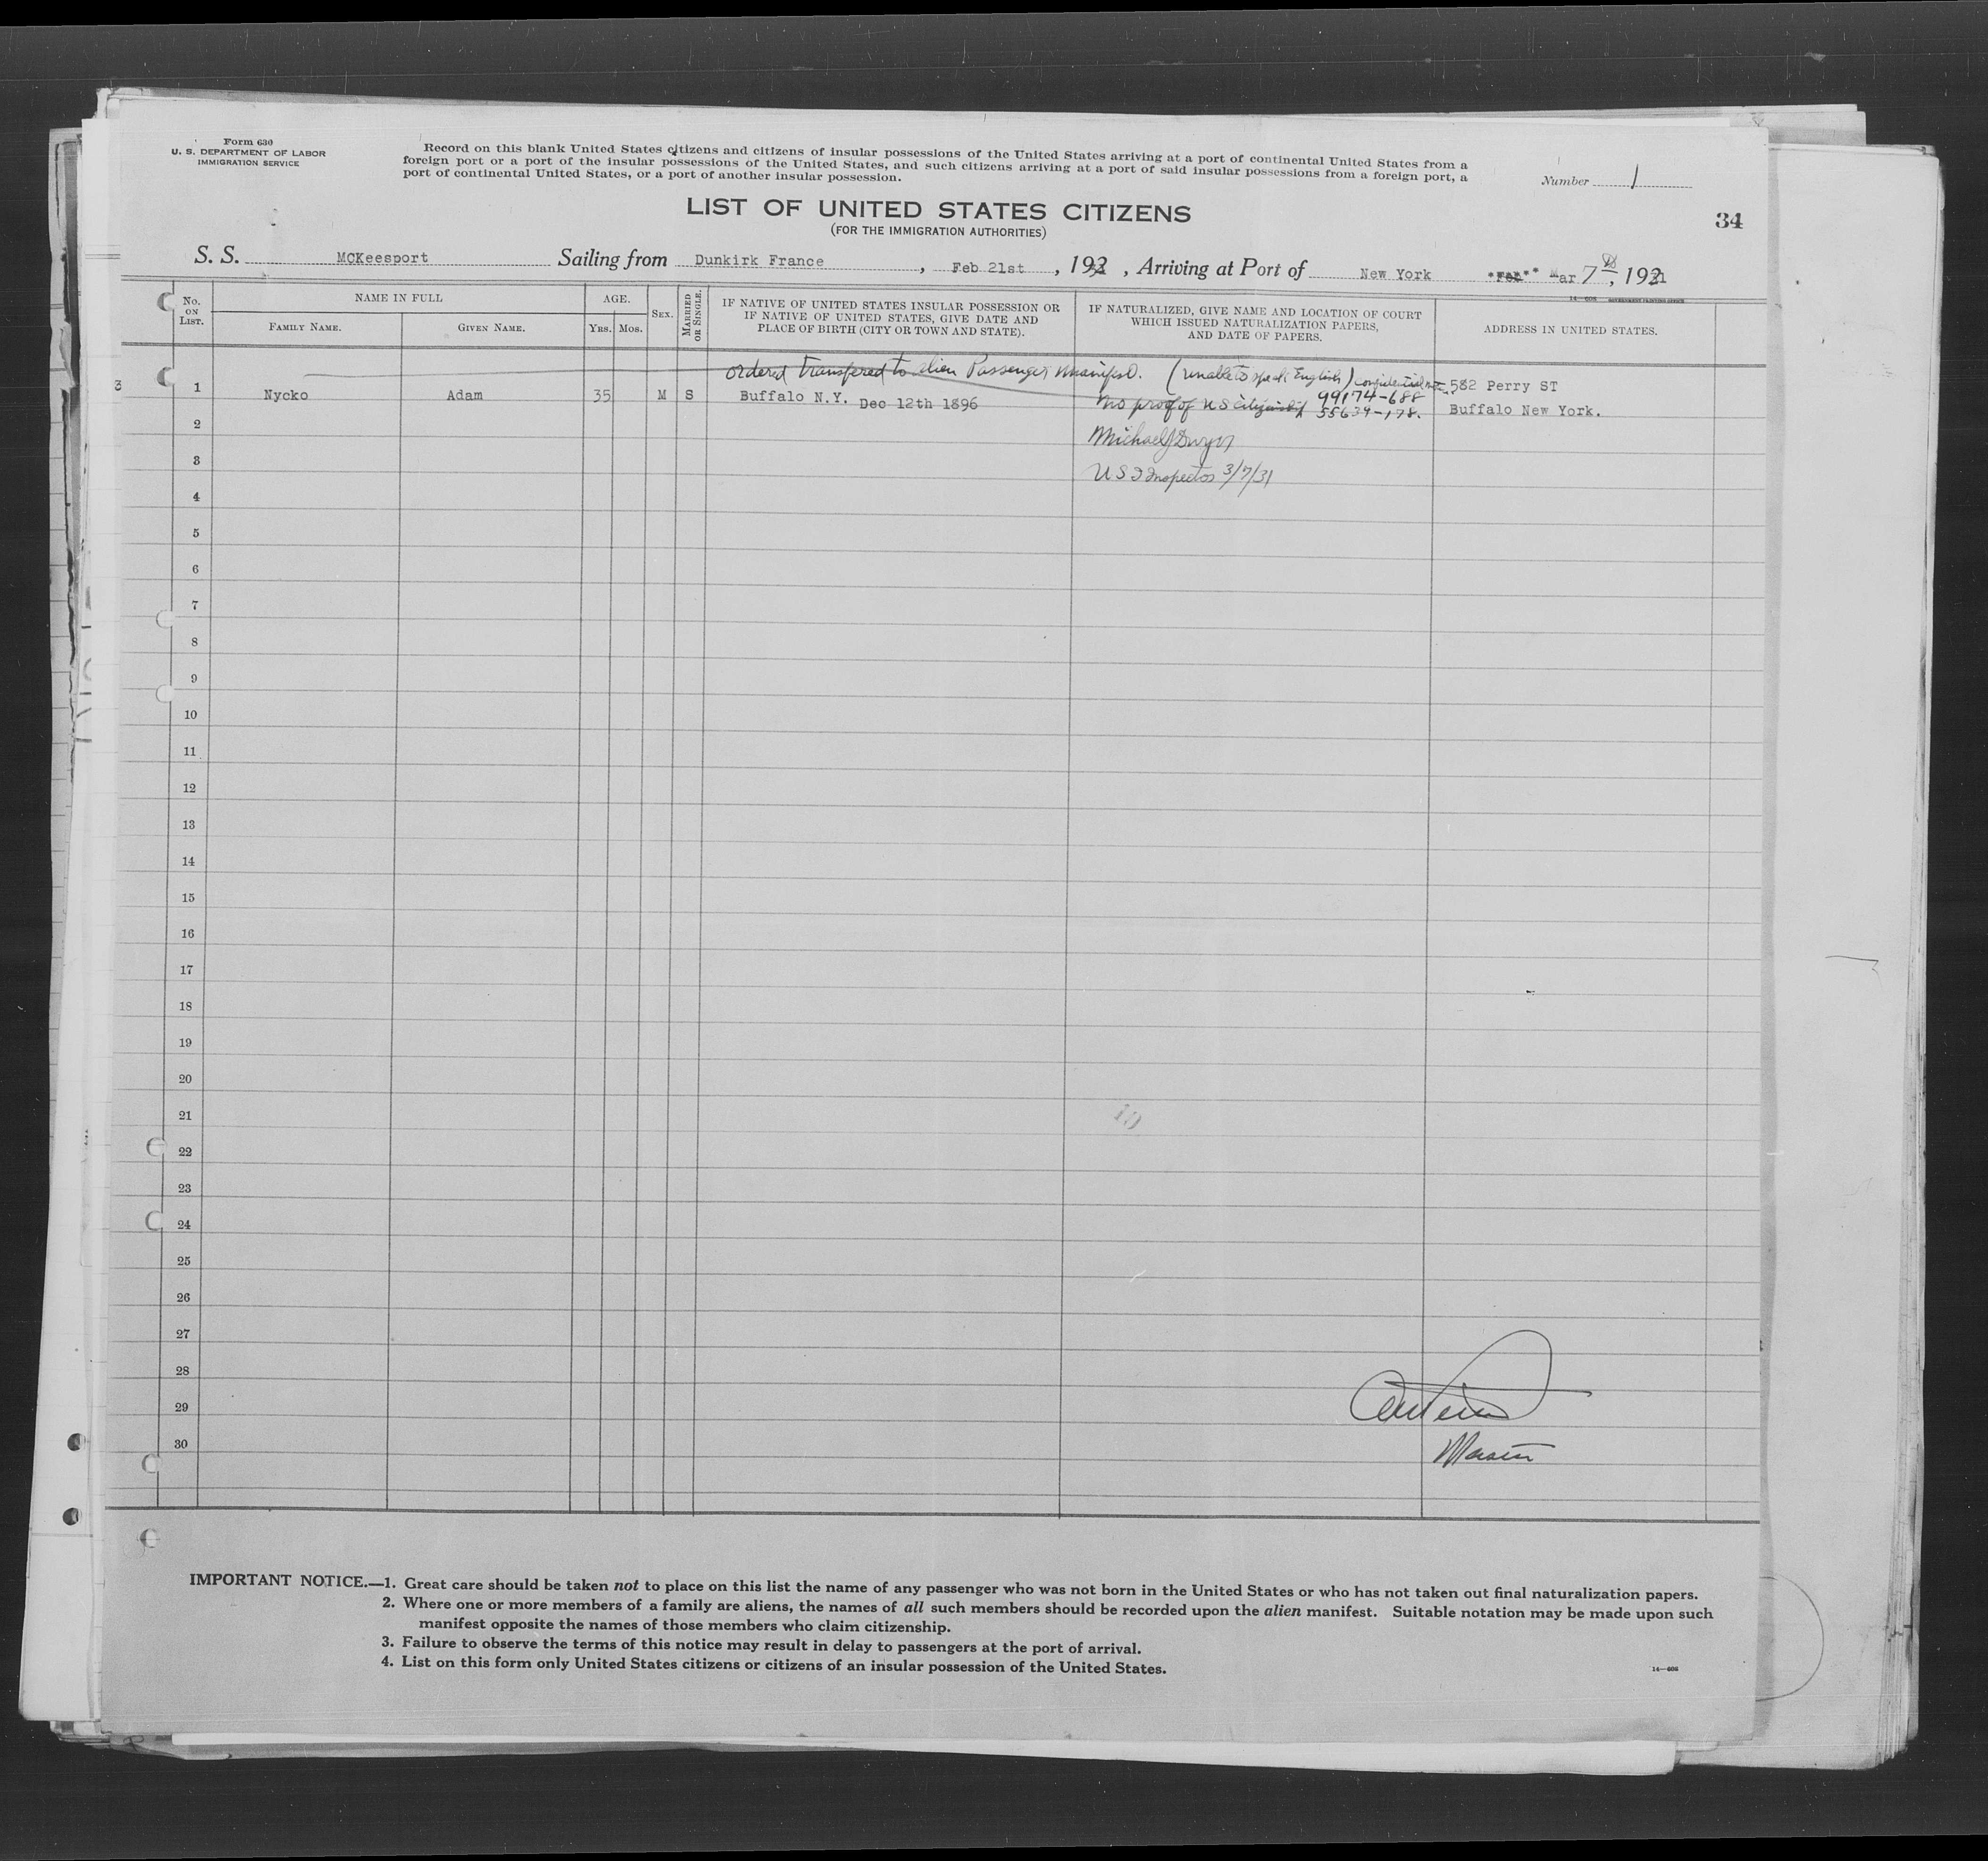 Form 630
U. S. DEPARTMENT OF LABOR
IMMIGRATION SERVICE
Record on this blank United States citizens and citizens of insular possessions of the United States arriving at a port of continental United States from a
foreign port or a port of the insular possessions of the United States, and such citizens arriving at a port of said insular possessions from a foreign port, a
port of continental United States, or a port of another insular possession.
Number 1
34
LIST OF UNITED STATES CITIZENS
(FOR THE IMMIGRATION AUTHORITIES)
S. S. MCKeesport Sailing from Dunkirk France, Feb 21st, 193, Arriving at Port of New York Mar 7, 1931
14-608 GOVERNMENT PRINTING OFFICE
No. ON LIST.
NAME IN FULL
FAMILY NAME. GIVEN NAME.
AGE.
YRS. MOS.
SEX.
MARRIED OR SINGLE.
IF NATIVE OF UNITED STATES INSULAR POSSESSION OR
IF NATIVE OF UNITED STATES, GIVE DATE AND
PLACE OF BIRTH (CITY OR TOWN AND STATE).
IF NATURALIZED, GIVE NAME AND LOCATION OF COURT
WHICH ISSUED NATURALIZATION PAPERS,
AND DATE OF PAPERS.
ADDRESS IN UNITED STATES.
ordered transfered to alien Passenger manifest. (unable to speak English)
3
1 Nycko Adam 35 M S Buffalo N.Y. Dec 12th 1896 582 Perry ST
99174-688
no proof of US citizenship 55639-178. Buffalo New York.
2 Michael J Dwyer
3 U S I Inspector 3/7/31
4
5
6
7
8
9
10
11
12
13
14
15
16
17
18
19
20
21
10
22
23
24
25
26
27
28
29
30 Master
IMPORTANT NOTICE.—1. Great care should be taken not to place on this list the name of any passenger who was not born in the United States or who has not taken out final naturalization papers.
2. Where one or more members of a family are aliens, the names of all such members should be recorded upon the alien manifest. Suitable notation may be made upon such
manifest opposite the names of those members who claim citizenship.
3. Failure to observe the terms of this notice may result in delay to passengers at the port of arrival.
4. List on this form only United States citizens or citizens of an insular possession of the United States.
14—608